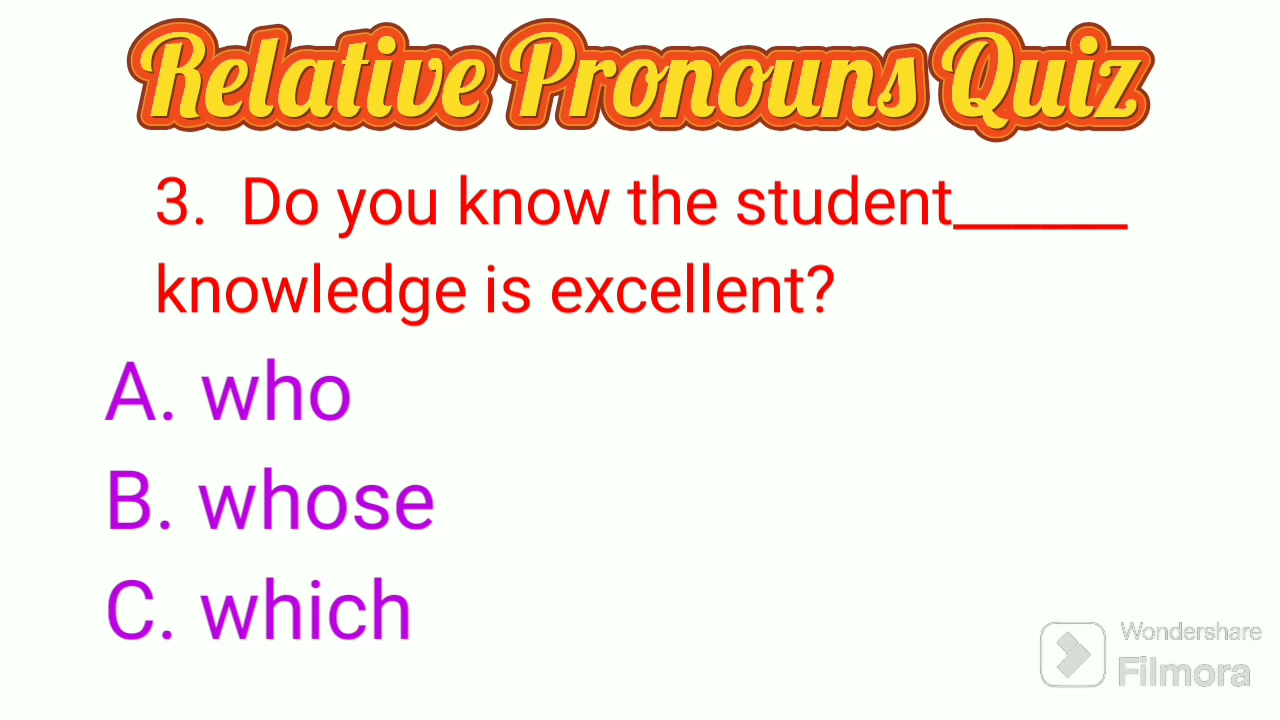 Relative Pronouns Quiz
3. Do you know the student______
knowledge is excellent?
A. who
B. whose
C. which
Wondershare
Filmora